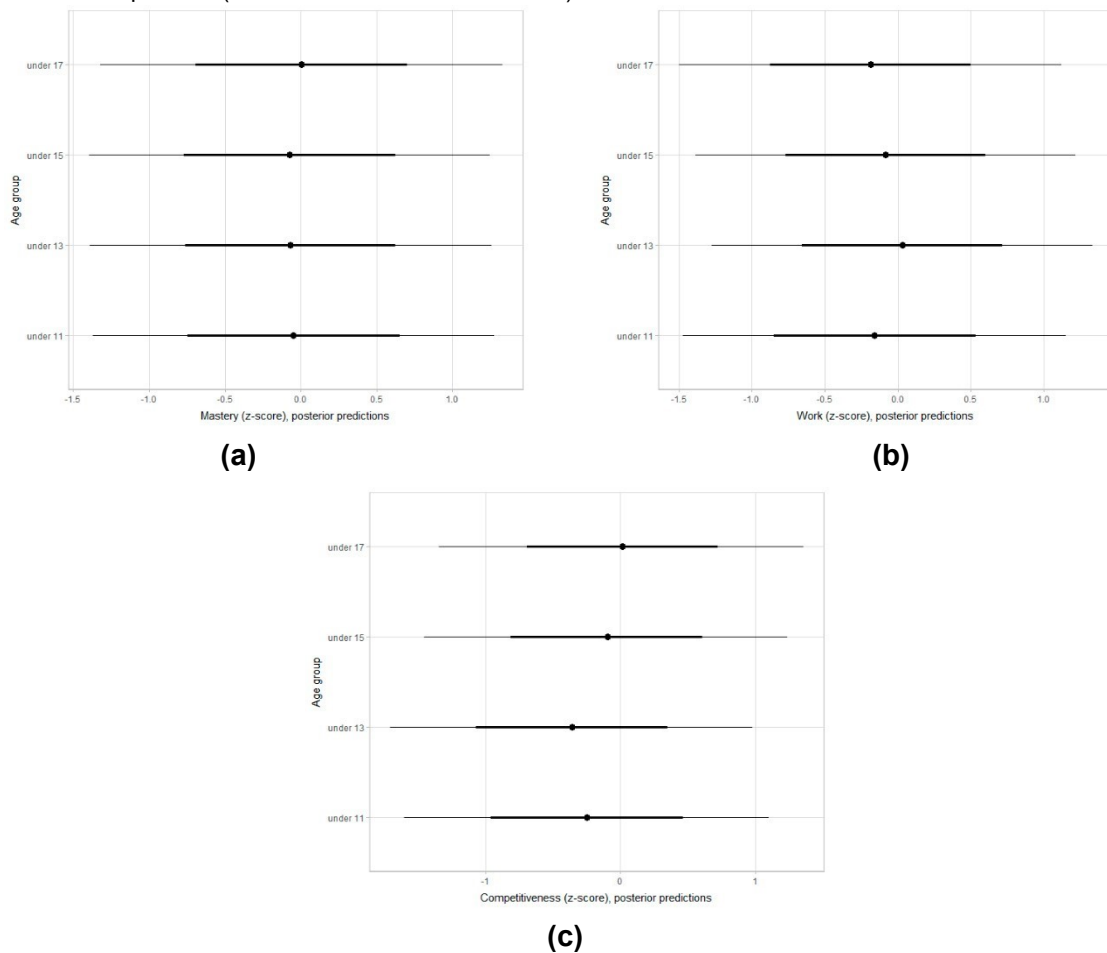 under 17
under 15
under 13
under 11
Age group
-1.5 -1.0 -0.5 0.0 0.5 1.0
Mastery (z-score), posterior predictions
(a)
under 17
under 15
under 13
under 11
Age group
-1.5 -1.0 -0.5 0.0 0.5 1.0
Work (z-score), posterior predictions
(b)
under 17
under 15
under 13
under 11
Age group
-1 0 1
Competitiveness (z-score), posterior predictions
(c)